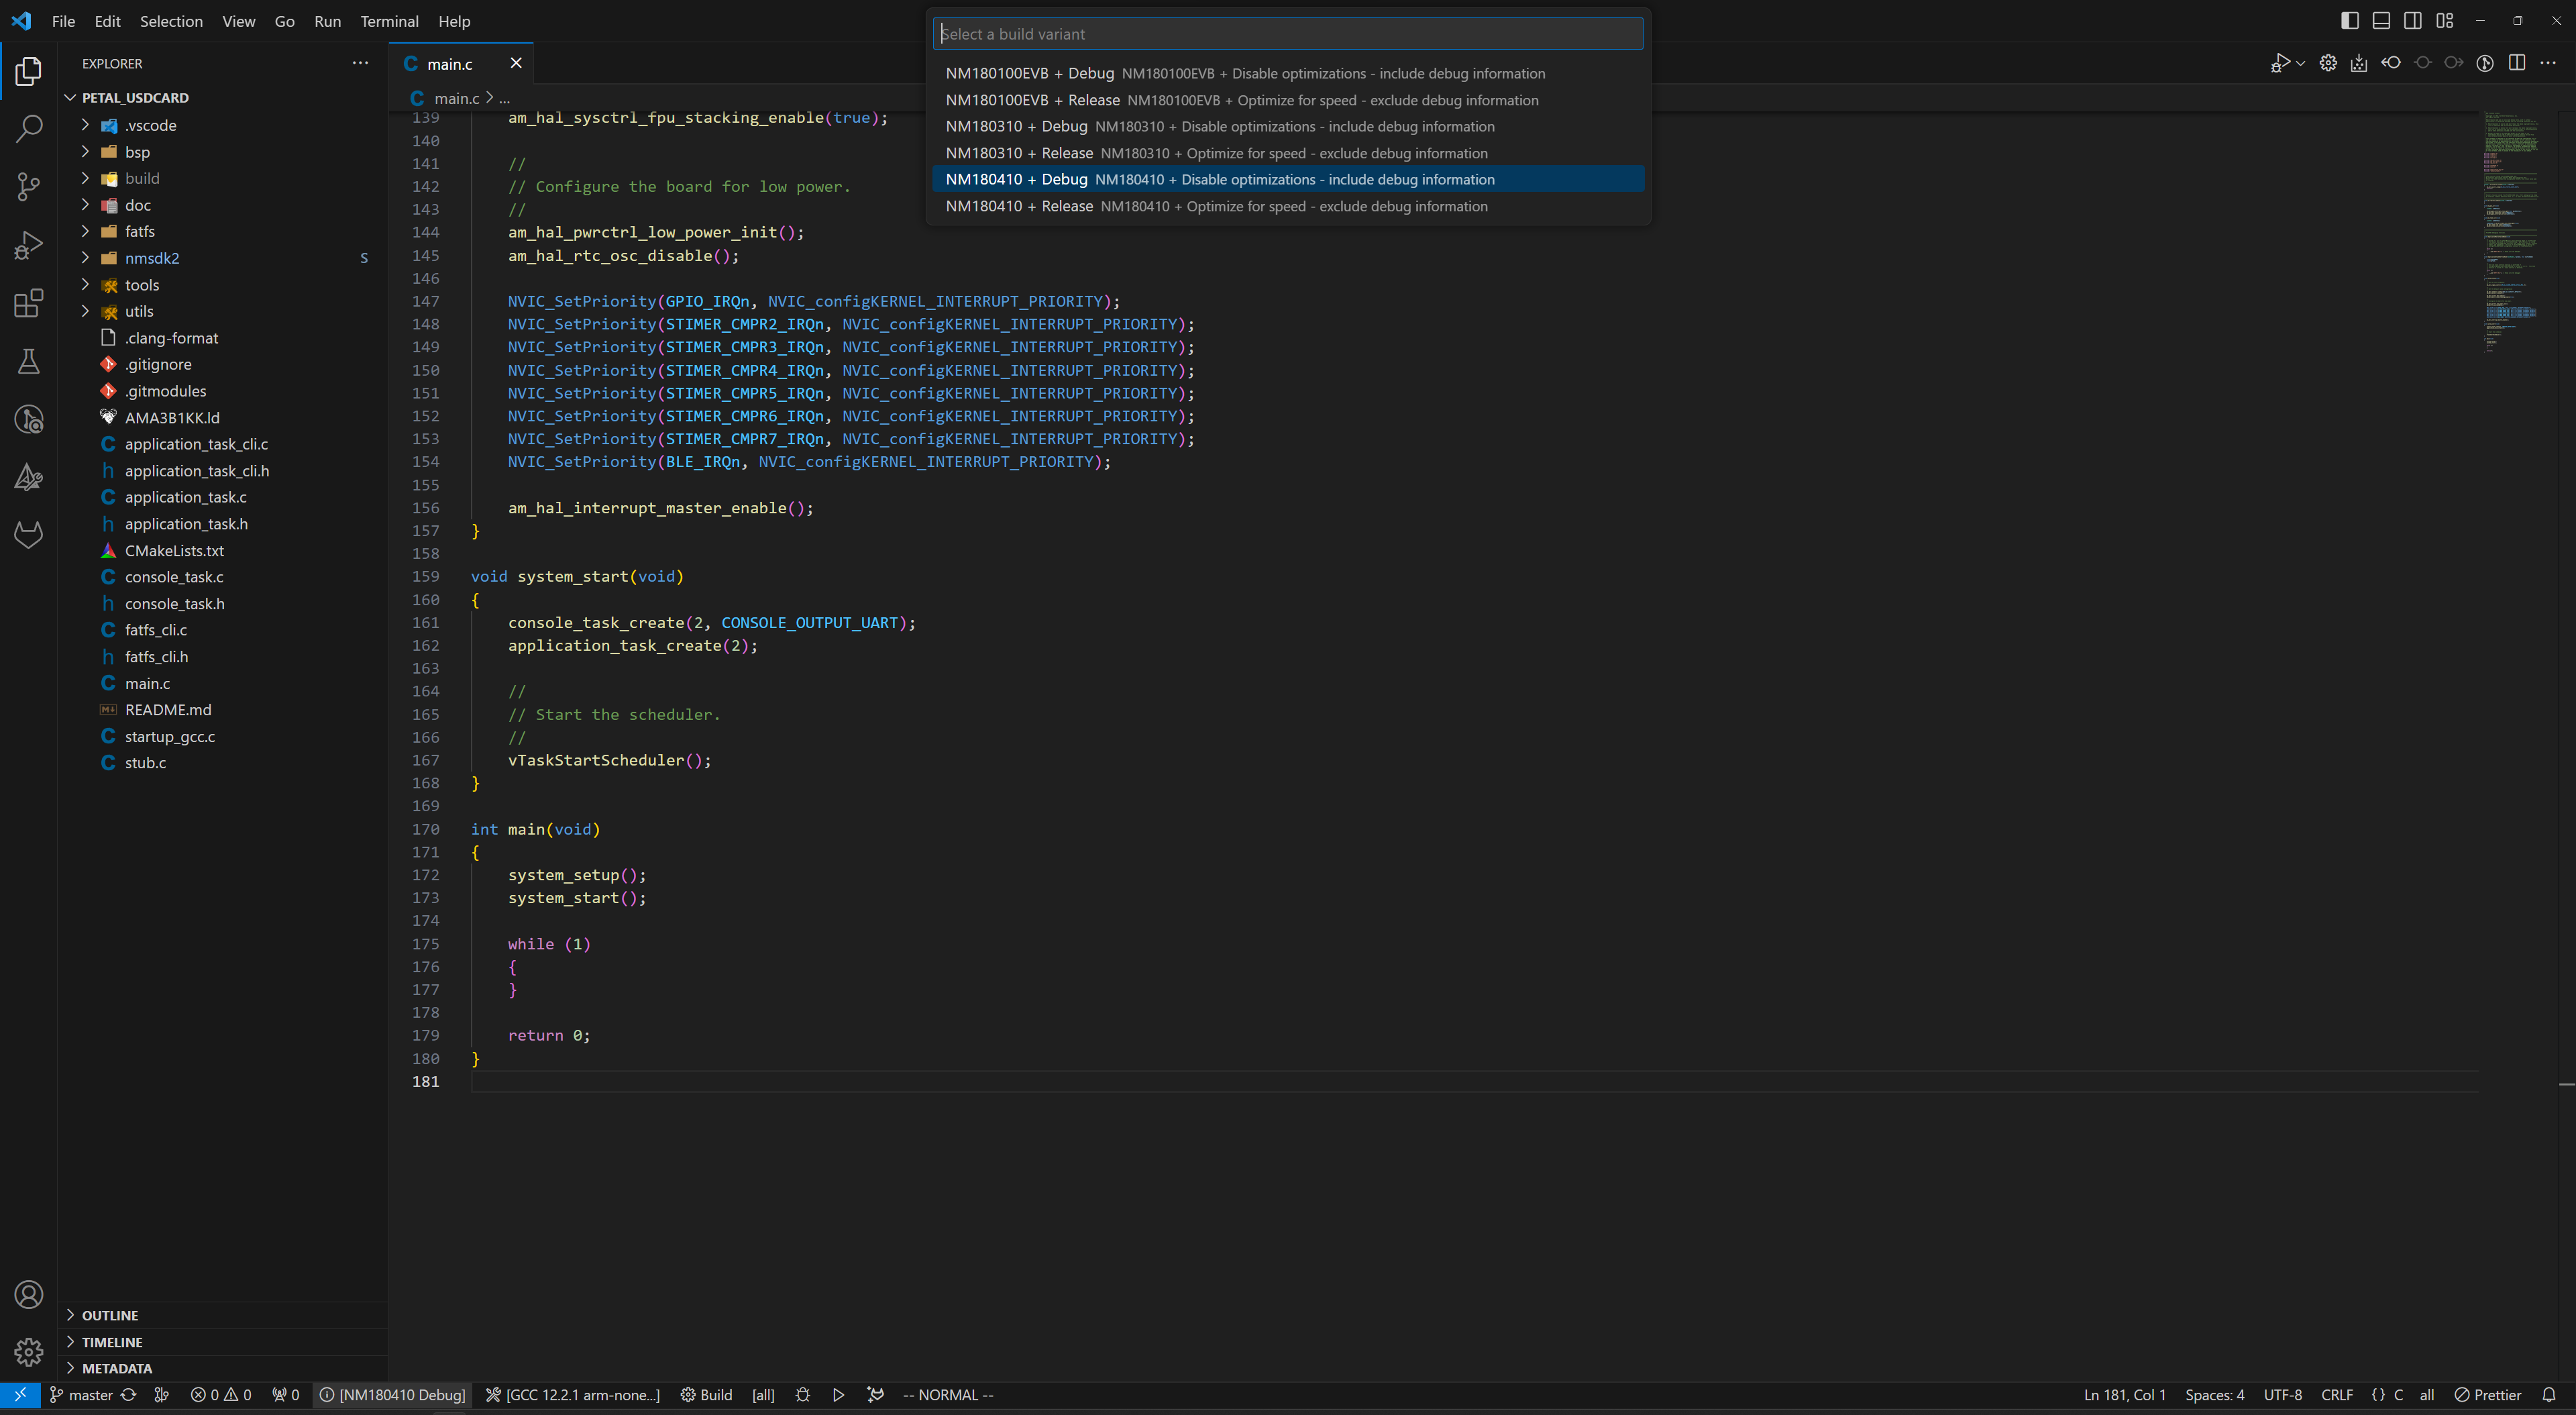 File Edit Selection View Go Run Terminal Help
Select a build variant
NM180100EVB + Debug NM180100EVB + Disable optimizations - include debug information
NM180100EVB + Release NM180100EVB + Optimize for speed - exclude debug information
NM180310 + Debug NM180310 + Disable optimizations - include debug information
NM180310 + Release NM180310 + Optimize for speed - exclude debug information
NM180410 + Debug NM180410 + Disable optimizations - include debug information
NM180410 + Release NM180410 + Optimize for speed - exclude debug information
EXPLORER
PETAL_USDCARD
.vscode
bsp
build
doc
fatfs
nmsdk2 S
tools
utils
.clang-format
.gitignore
.gitmodules
AMA3B1KK.ld
application_task_cli.c
application_task_cli.h
application_task.c
application_task.h
CMakeLists.txt
console_task.c
console_task.h
fatfs_cli.c
fatfs_cli.h
main.c
README.md
startup_gcc.c
stub.c
OUTLINE
TIMELINE
METADATA
main.c
main.c > ...
139 am_hal_sysctrl_fpu_stacking_enable(true);
140
141 //
142 // Configure the board for low power.
143 //
144 am_hal_pwrctrl_low_power_init();
145 am_hal_rtc_osc_disable();
146
147 NVIC_SetPriority(GPIO_IRQn, NVIC_configKERNEL_INTERRUPT_PRIORITY);
148 NVIC_SetPriority(STIMER_CMPR2_IRQn, NVIC_configKERNEL_INTERRUPT_PRIORITY);
149 NVIC_SetPriority(STIMER_CMPR3_IRQn, NVIC_configKERNEL_INTERRUPT_PRIORITY);
150 NVIC_SetPriority(STIMER_CMPR4_IRQn, NVIC_configKERNEL_INTERRUPT_PRIORITY);
151 NVIC_SetPriority(STIMER_CMPR5_IRQn, NVIC_configKERNEL_INTERRUPT_PRIORITY);
152 NVIC_SetPriority(STIMER_CMPR6_IRQn, NVIC_configKERNEL_INTERRUPT_PRIORITY);
153 NVIC_SetPriority(STIMER_CMPR7_IRQn, NVIC_configKERNEL_INTERRUPT_PRIORITY);
154 NVIC_SetPriority(BLE_IRQn, NVIC_configKERNEL_INTERRUPT_PRIORITY);
155
156 am_hal_interrupt_master_enable();
157 }
158
159 void system_start(void)
160 {
161 console_task_create(2, CONSOLE_OUTPUT_UART);
162 application_task_create(2);
163
164 //
165 // Start the scheduler.
166 //
167 vTaskStartScheduler();
168 }
169
170 int main(void)
171 {
172 system_setup();
173 system_start();
174
175 while (1)
176 {
177 }
178
179 return 0;
180 }
181
master 0 0 0 [NM180410 Debug] [GCC 12.2.1 arm-none...] Build [all] -- NORMAL -- Ln 181, Col 1 Spaces: 4 UTF-8 CRLF {} C all Prettier